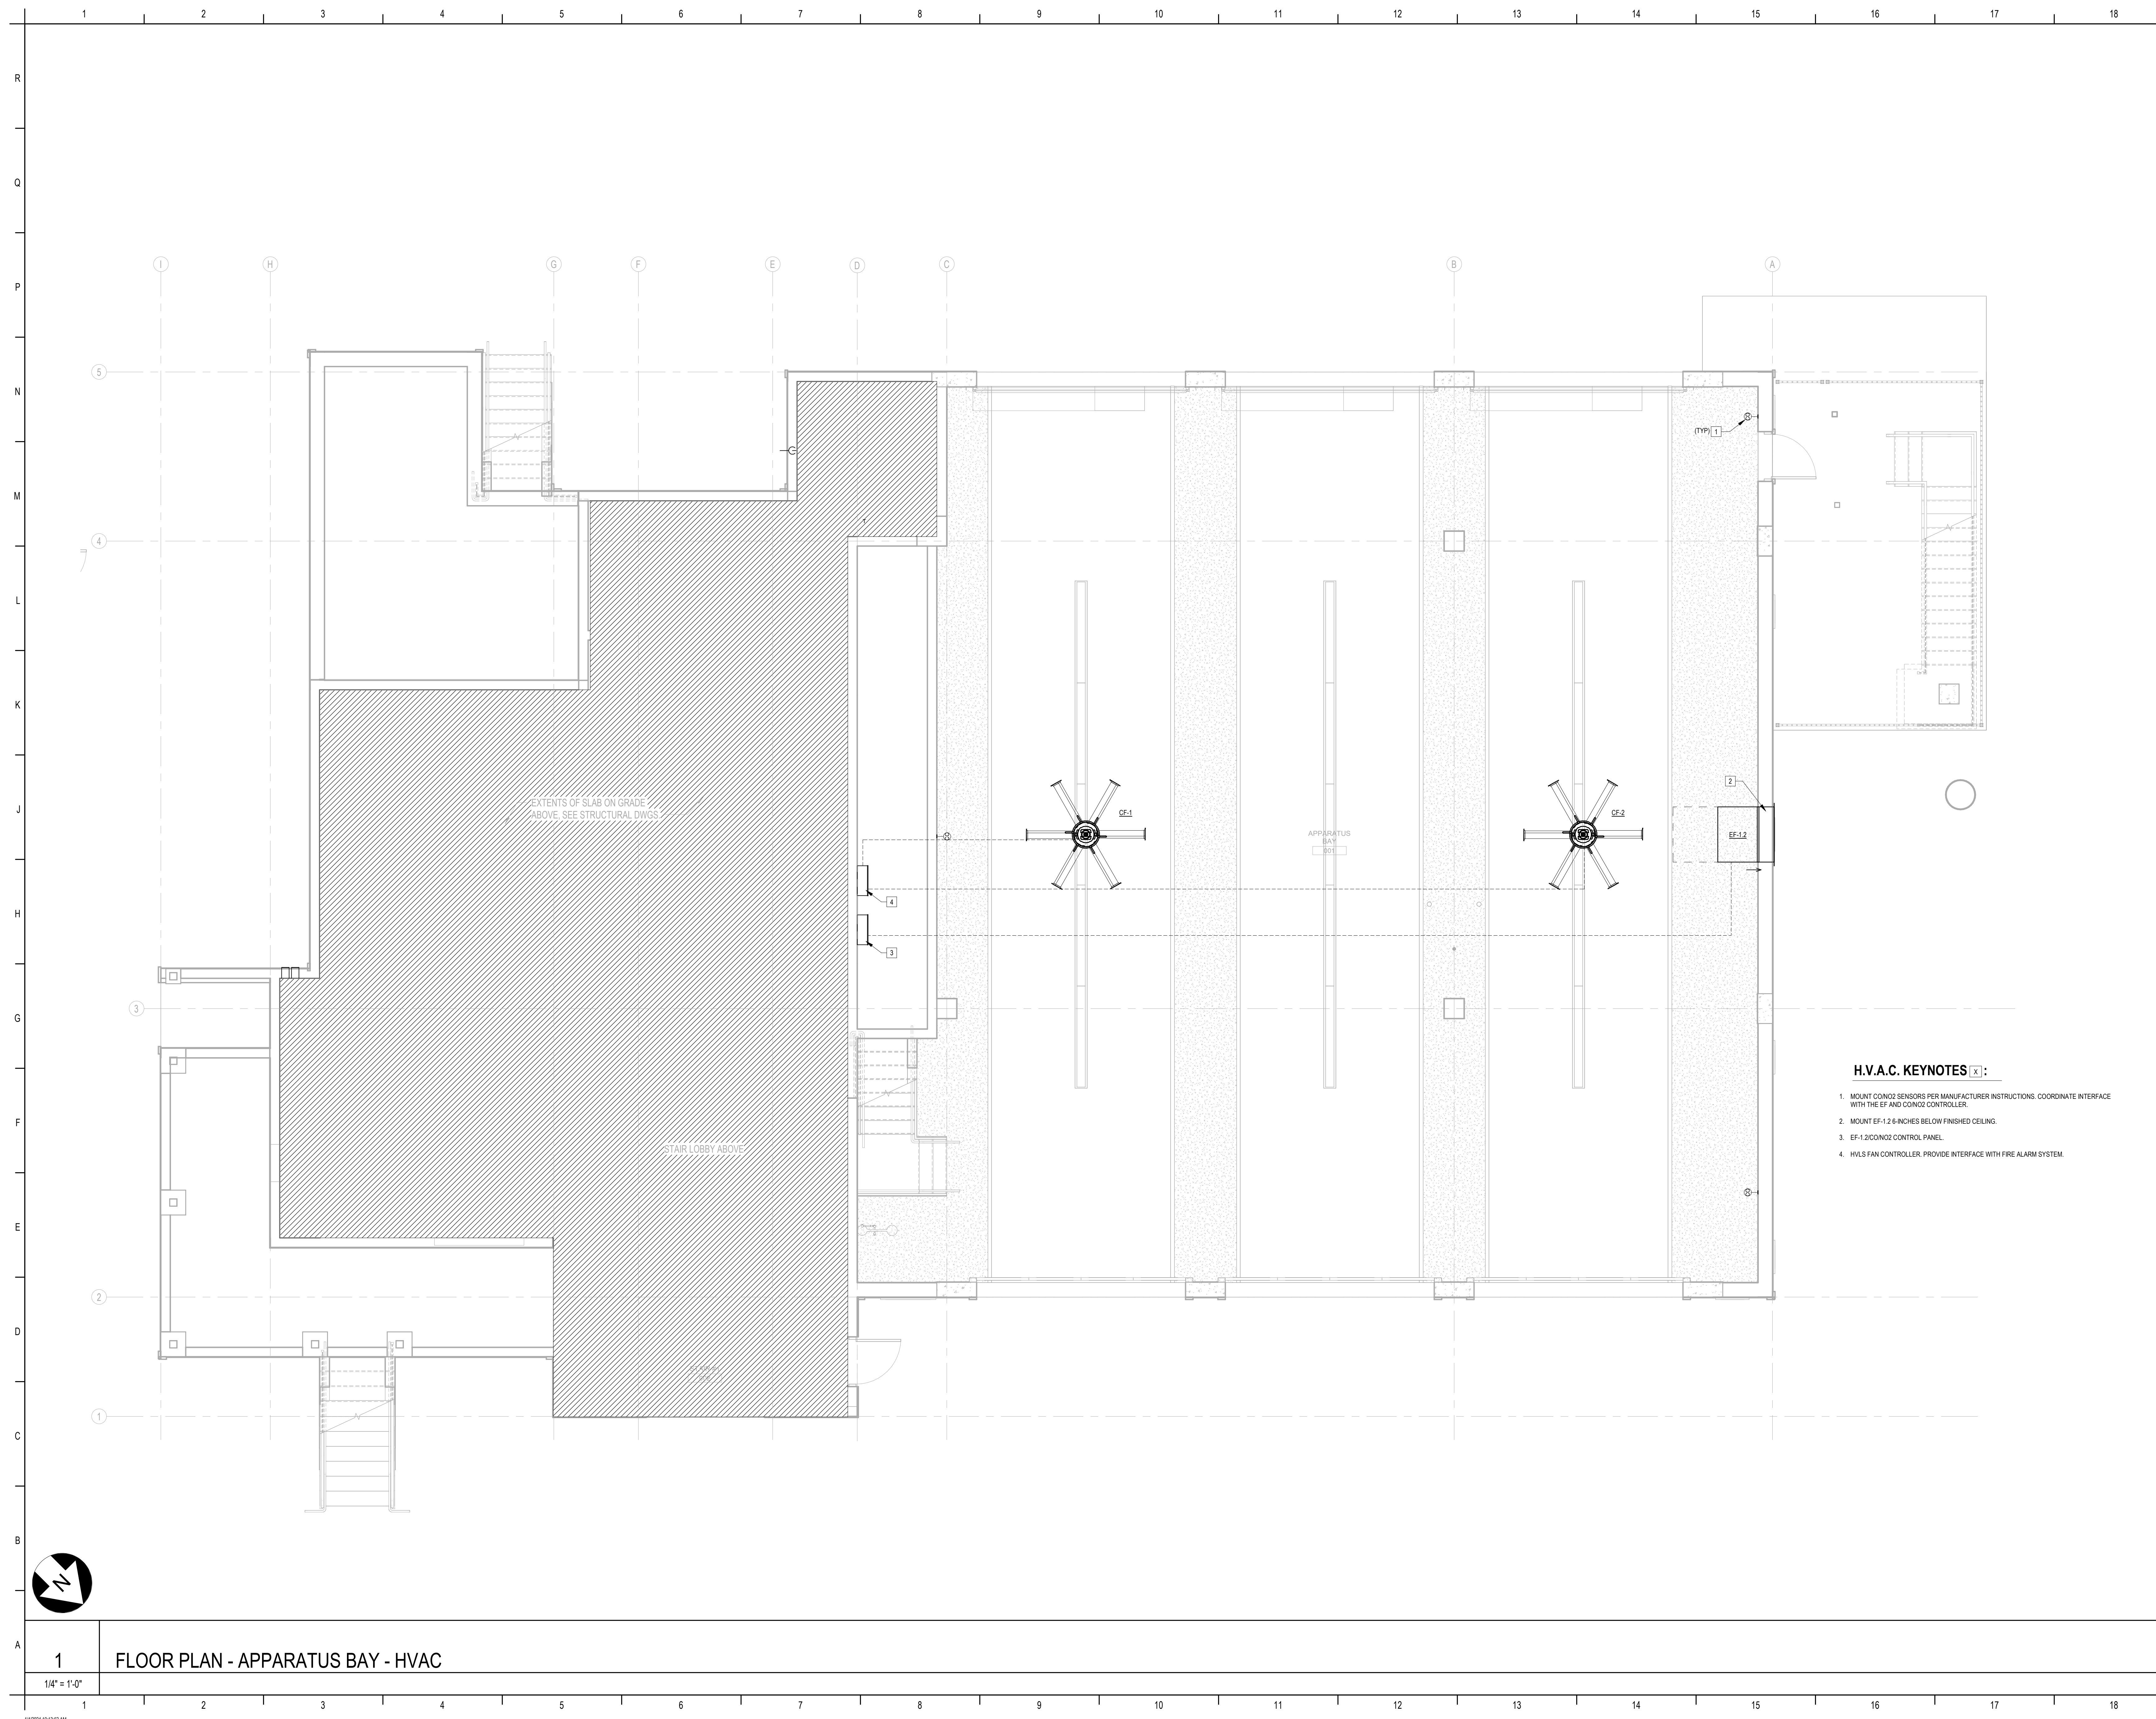 1 2 3 4 5 6 7 8 9 10 11 12 13 14 15 16 17 18
R
Q
P
N
M
L
K
J
H
G
F
E
D
C
B
A
I H G F E D C B A
5
4
3
2
1
(TYP) 1
T
2
EXTENTS OF SLAB ON GRADE
ABOVE. SEE STRUCTURAL DWGS
CF-1
CF-2
APPARATUS
BAY
001
EF-1.2
4
3
STAIR LOBBY ABOVE
H.V.A.C. KEYNOTES X :
1. MOUNT CO/NO2 SENSORS PER MANUFACTURER INSTRUCTIONS. COORDINATE INTERFACE
WITH THE EF AND CO/NO2 CONTROLLER.
2. MOUNT EF-1.2 6-INCHES BELOW FINISHED CEILING.
3. EF-1.2/CO/NO2 CONTROL PANEL.
4. HVLS FAN CONTROLLER. PROVIDE INTERFACE WITH FIRE ALARM SYSTEM.
N
1
FLOOR PLAN - APPARATUS BAY - HVAC
1/4" = 1'-0"
1 2 3 4 5 6 7 8 9 10 11 12 13 14 15 16 17 18